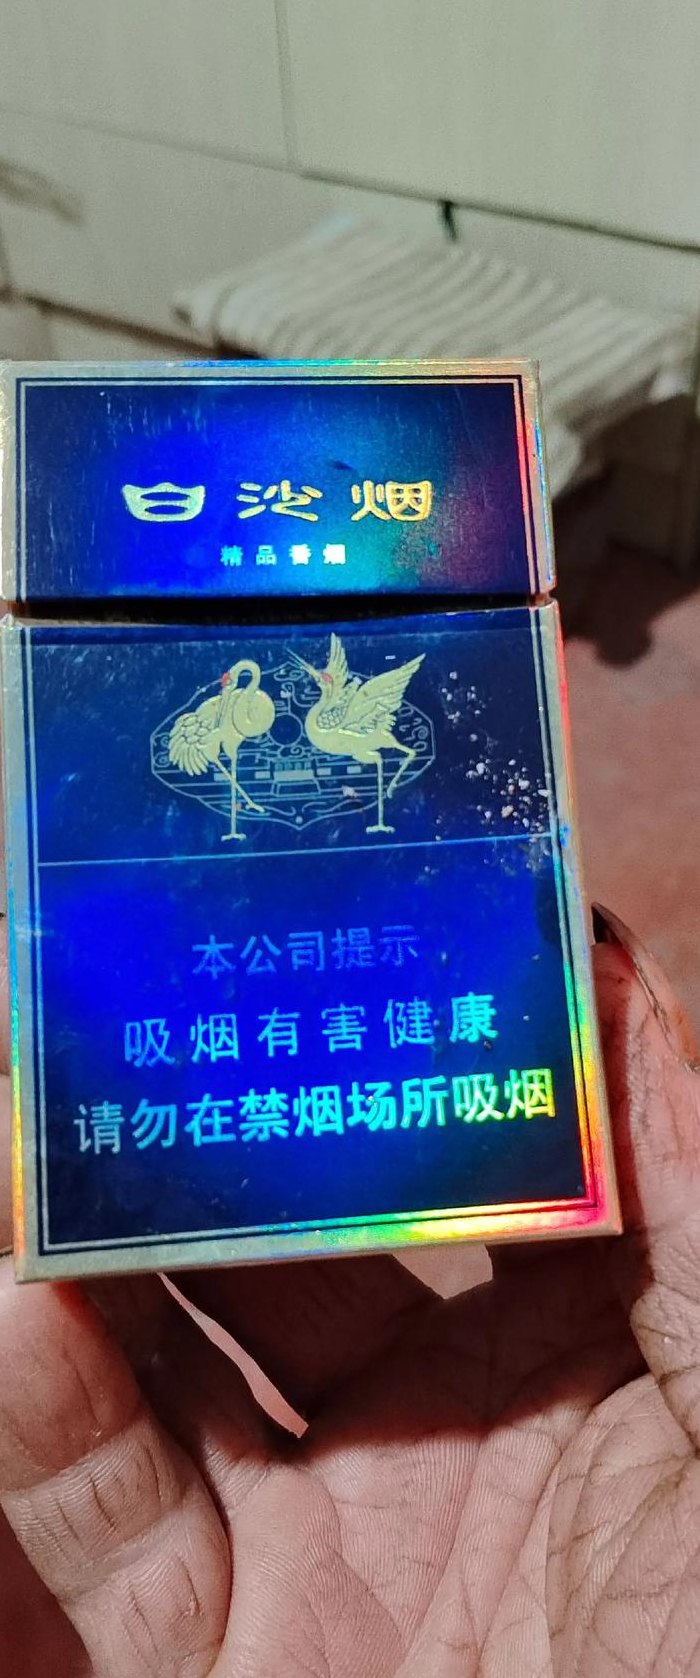 白沙烟
精品香烟
本公司提示
吸烟有害健康
请勿在禁烟场所吸烟